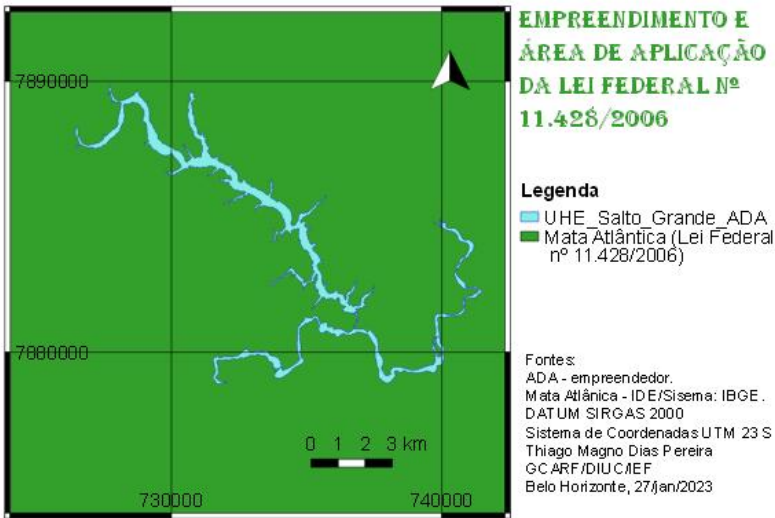 EMPREENDIMENTO E
ÁREA DE APLICAÇÃO
DA LEI FEDERAL Nº
11.428/2006
7890000
Legenda
UHE_Salto_Grande_ADA
Mata Atlântica (Lei Federal
nº 11.428/2006)
7880000
Fontes:
ADA - empreendedor.
Mata Atlânica - IDE/Sisema: IBGE.
DATUM SIRGAS 2000
Sistema de Coordenadas UTM 23 S
Thiago Magno Dias Pereira
GCARF/DIUC/IEF
Belo Horizonte, 27/jan/2023
0 1 2 3 km
730000 740000